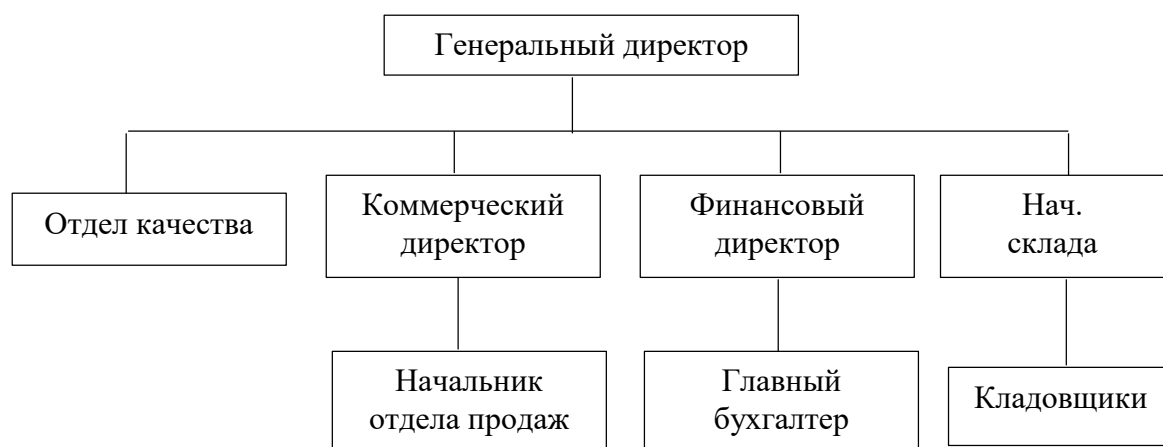 Генеральный директор
Отдел качества
Коммерческий
директор
Финансовый
директор
Нач.
склада
Начальник
отдела продаж
Главный
бухгалтер
Кладовщики